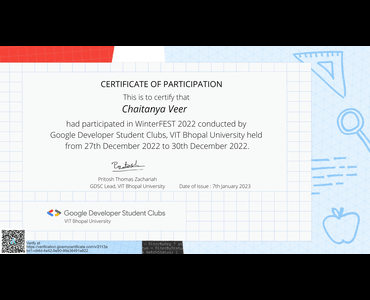 CERTIFICATE OF PARTICIPATION
This is to certify that
Chaitanya Veer
had participated in WinterFEST 2022 conducted by
Google Developer Student Clubs, VIT Bhopal University held
from 27th December 2022 to 30th December 2022.
Pritosh Thomas Zachariah
GDSC Lead, VIT Bhopal University
Date of Issue : 7th January 2023
Google Developer Student Clubs
VIT Bhopal University
Verify at